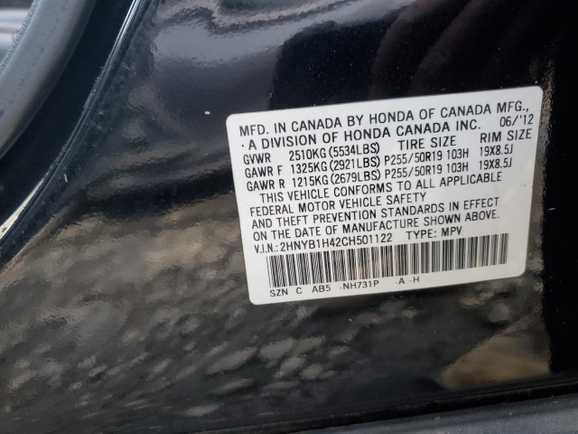 MFD. IN CANADA BY HONDA OF CANADA MFG.,
A DIVISION OF HONDA CANADA INC. 06/'12
GVWR 2510KG (5534LBS) TIRE SIZE RIM SIZE
GAWR F 1325KG (2921LBS) P255/50R19 103H 19X8.5J
GAWR R 1215KG (2679LBS) P255/50R19 103H 19X8.5J
THIS VEHICLE CONFORMS TO ALL APPLICABLE
FEDERAL MOTOR VEHICLE SAFETY
AND THEFT PREVENTION STANDARDS IN EFFECT
ON THE DATE OF MANUFACTURE SHOWN ABOVE.
V.I.N.: 2HNYB1H42CH501122 TYPE: MPV
SZN C AB5 -NH731P -A -H